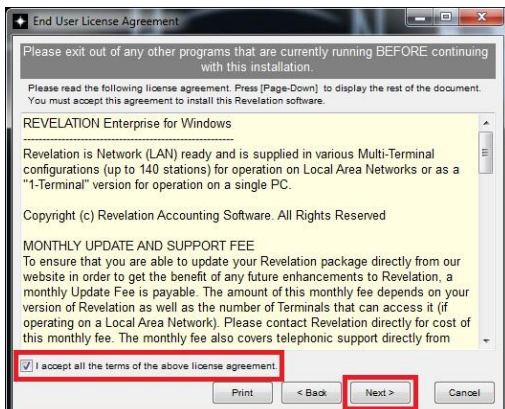 End User License Agreement
Please exit out of any other programs that are currently running BEFORE continuing
with this installation.
Please read the following license agreement. Press [Page-Down] to display the rest of the document.
You must accept this agreement to install this Revelation software.
REVELATION Enterprise for Windows
----------------------------------------------------
Revelation is Network (LAN) ready and is supplied in various Multi-Terminal
configurations (up to 140 stations) for operation on Local Area Networks or as a
"1-Terminal" version for operation on a single PC.
Copyright (c) Revelation Accounting Software. All Rights Reserved
MONTHLY UPDATE AND SUPPORT FEE
To ensure that you are able to update your Revelation package directly from our
website in order to get the benefit of any future enhancements to Revelation, a
monthly Update Fee is payable. The amount of this monthly fee depends on your
version of Revelation as well as the number of Terminals that can access it (if
operating on a Local Area Network). Please contact Revelation directly for cost of
this monthly fee. The monthly fee also covers telephonic support directly from
I accept all the terms of the above license agreement.
Print
< Back
Next >
Cancel